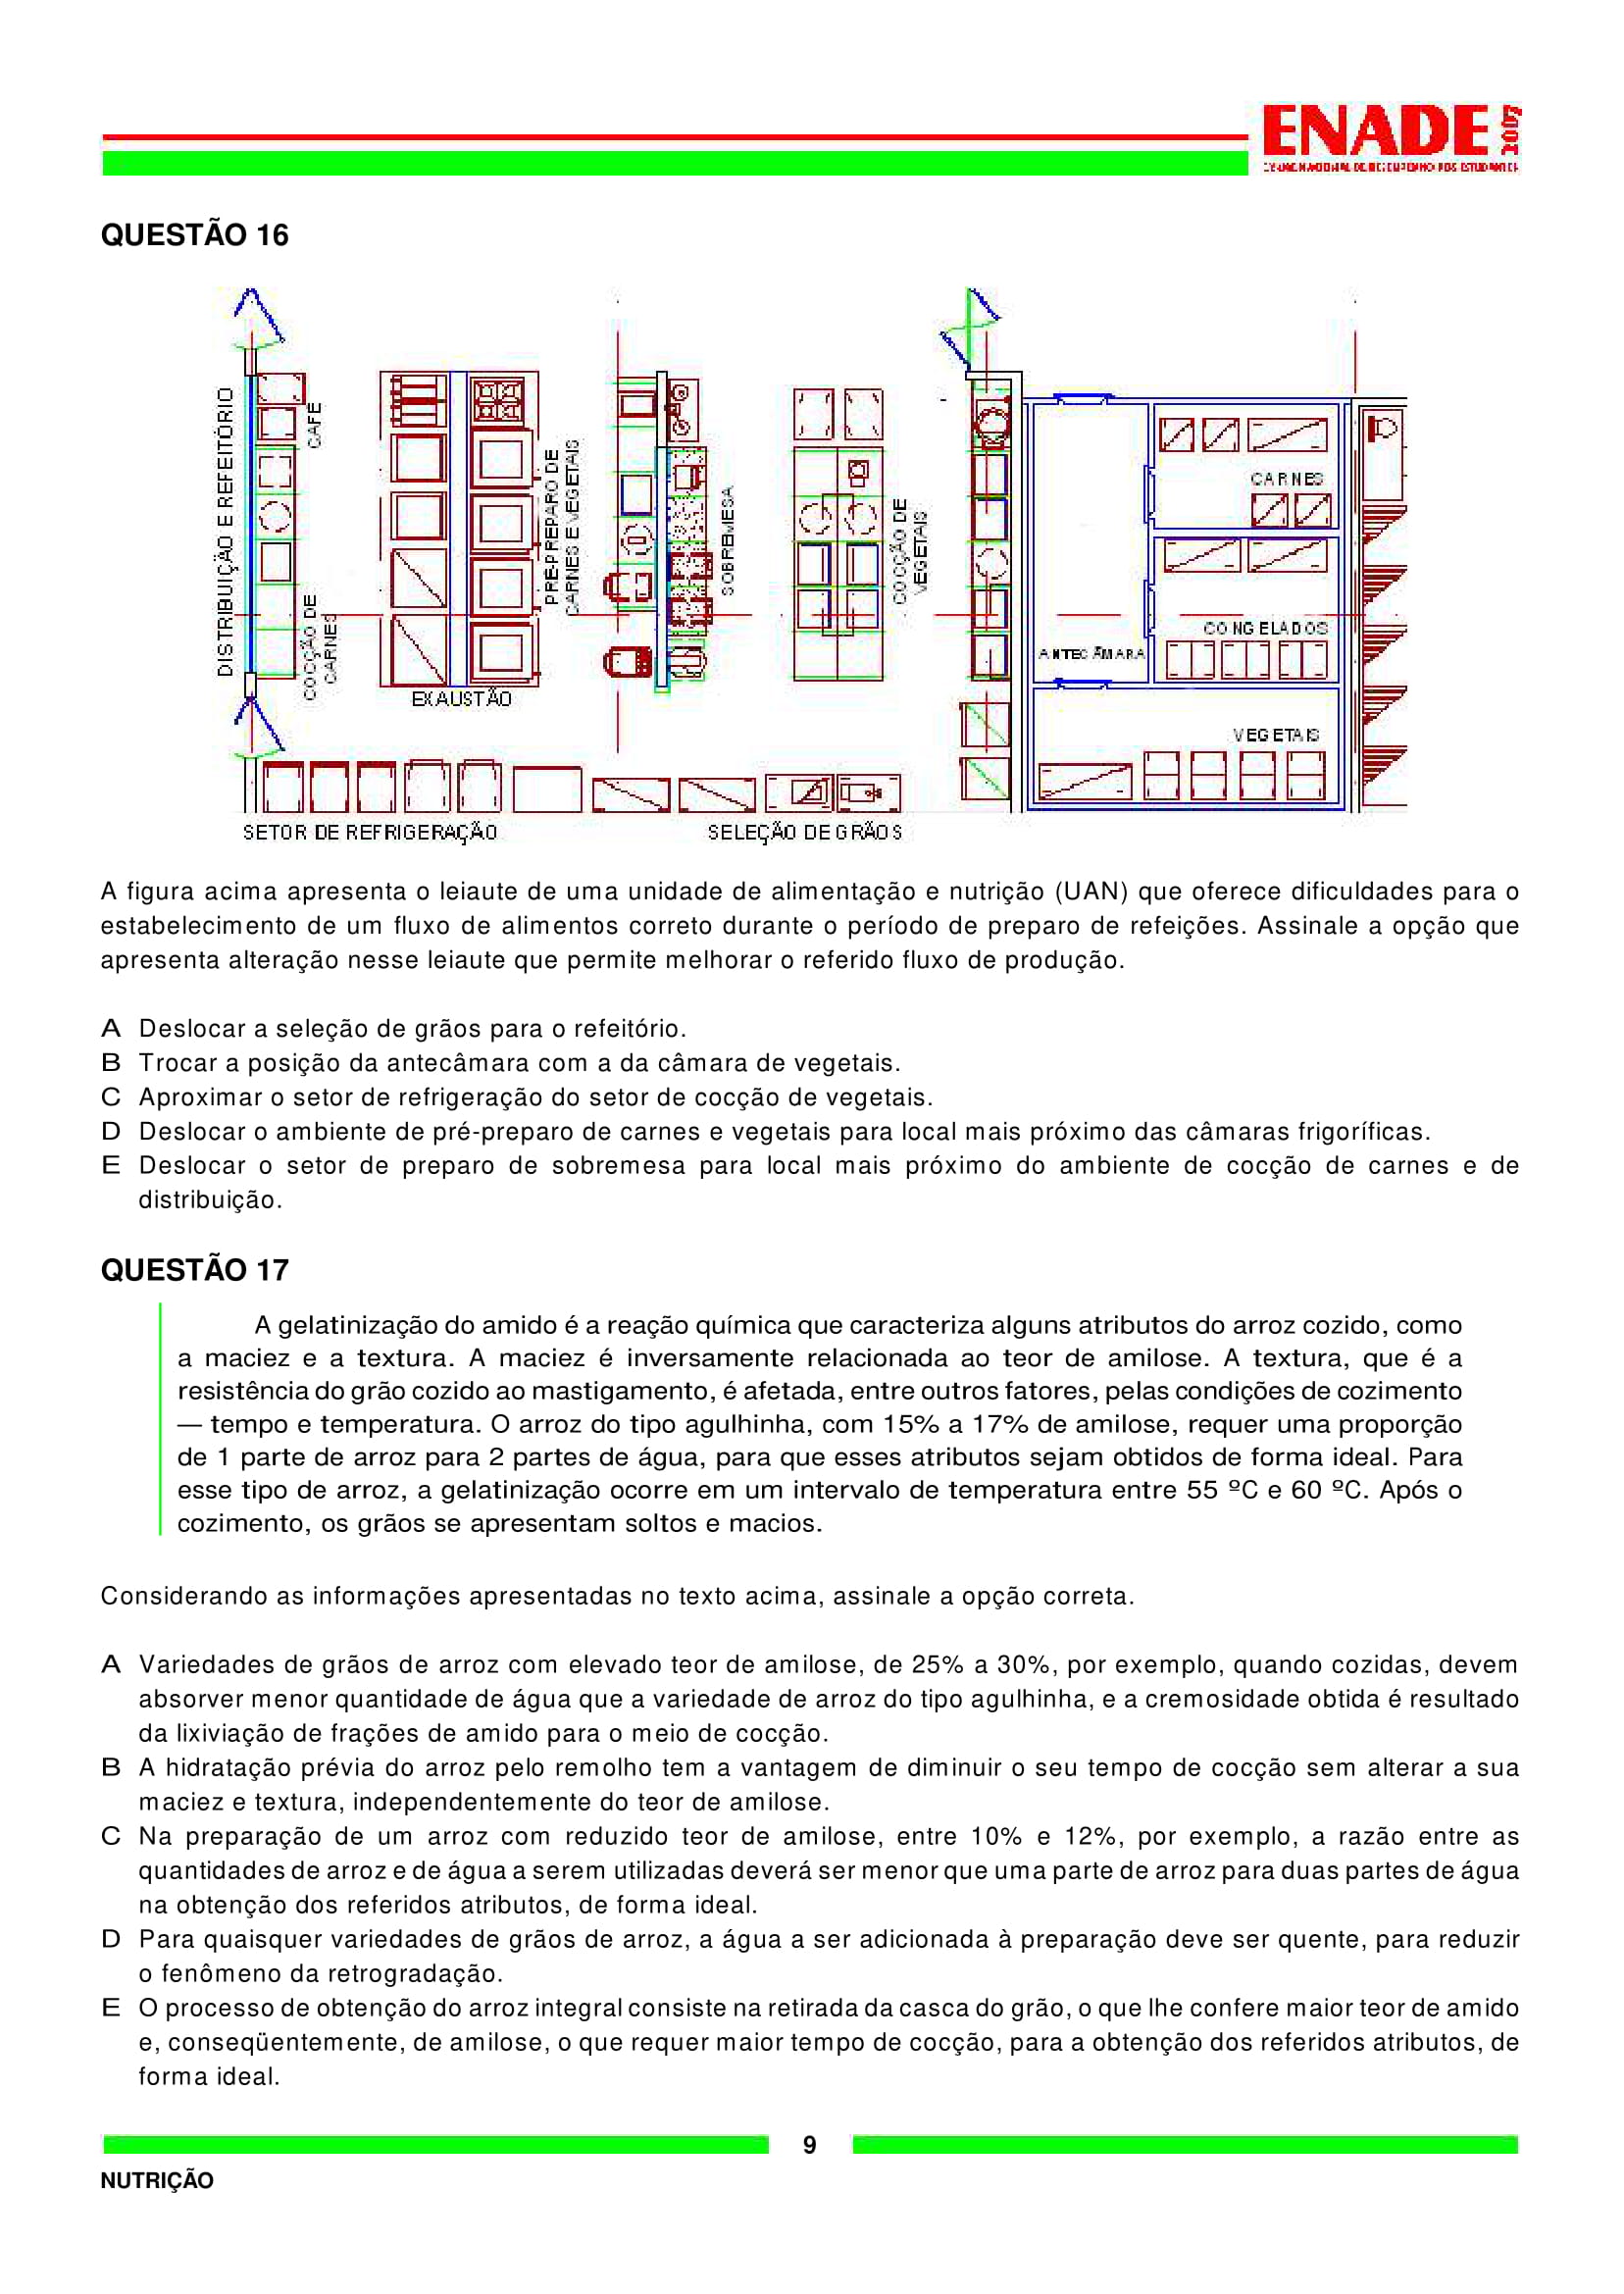 ENADE 2007
QUESTÃO 16
DISTRIBUIÇÃO E REFEITÓRIO
CAFÉ
COCÇÃO DE
CARNES
EXAUSTÃO
PRÉ-PREPARO DE
CARNES E VEGETAIS
SOBREMESA
COCÇÃO DE
VEGETAIS
CARNES
CONGELADOS
ANTECÂMARA
VEGETAIS
SETOR DE REFRIGERAÇÃO
SELEÇÃO DE GRÃOS
A figura acima apresenta o leiaute de uma unidade de alimentação e nutrição (UAN) que oferece dificuldades para o
estabelecimento de um fluxo de alimentos correto durante o período de preparo de refeições. Assinale a opção que
apresenta alteração nesse leiaute que permite melhorar o referido fluxo de produção.
A Deslocar a seleção de grãos para o refeitório.
B Trocar a posição da antecâmara com a da câmara de vegetais.
C Aproximar o setor de refrigeração do setor de cocção de vegetais.
D Deslocar o ambiente de pré-preparo de carnes e vegetais para local mais próximo das câmaras frigoríficas.
E Deslocar o setor de preparo de sobremesa para local mais próximo do ambiente de cocção de carnes e de
distribuição.
QUESTÃO 17
A gelatinização do amido é a reação química que caracteriza alguns atributos do arroz cozido, como
a maciez e a textura. A maciez é inversamente relacionada ao teor de amilose. A textura, que é a
resistência do grão cozido ao mastigamento, é afetada, entre outros fatores, pelas condições de cozimento
— tempo e temperatura. O arroz do tipo agulhinha, com 15% a 17% de amilose, requer uma proporção
de 1 parte de arroz para 2 partes de água, para que esses atributos sejam obtidos de forma ideal. Para
esse tipo de arroz, a gelatinização ocorre em um intervalo de temperatura entre 55 ºC e 60 ºC. Após o
cozimento, os grãos se apresentam soltos e macios.
Considerando as informações apresentadas no texto acima, assinale a opção correta.
A Variedades de grãos de arroz com elevado teor de amilose, de 25% a 30%, por exemplo, quando cozidas, devem
absorver menor quantidade de água que a variedade de arroz do tipo agulhinha, e a cremosidade obtida é resultado
da lixiviação de frações de amido para o meio de cocção.
B A hidratação prévia do arroz pelo remolho tem a vantagem de diminuir o seu tempo de cocção sem alterar a sua
maciez e textura, independentemente do teor de amilose.
C Na preparação de um arroz com reduzido teor de amilose, entre 10% e 12%, por exemplo, a razão entre as
quantidades de arroz e de água a serem utilizadas deverá ser menor que uma parte de arroz para duas partes de água
na obtenção dos referidos atributos, de forma ideal.
D Para quaisquer variedades de grãos de arroz, a água a ser adicionada à preparação deve ser quente, para reduzir
o fenômeno da retrogradação.
E O processo de obtenção do arroz integral consiste na retirada da casca do grão, o que lhe confere maior teor de amido
e, conseqüentemente, de amilose, o que requer maior tempo de cocção, para a obtenção dos referidos atributos, de
forma ideal.
9
NUTRIÇÃO